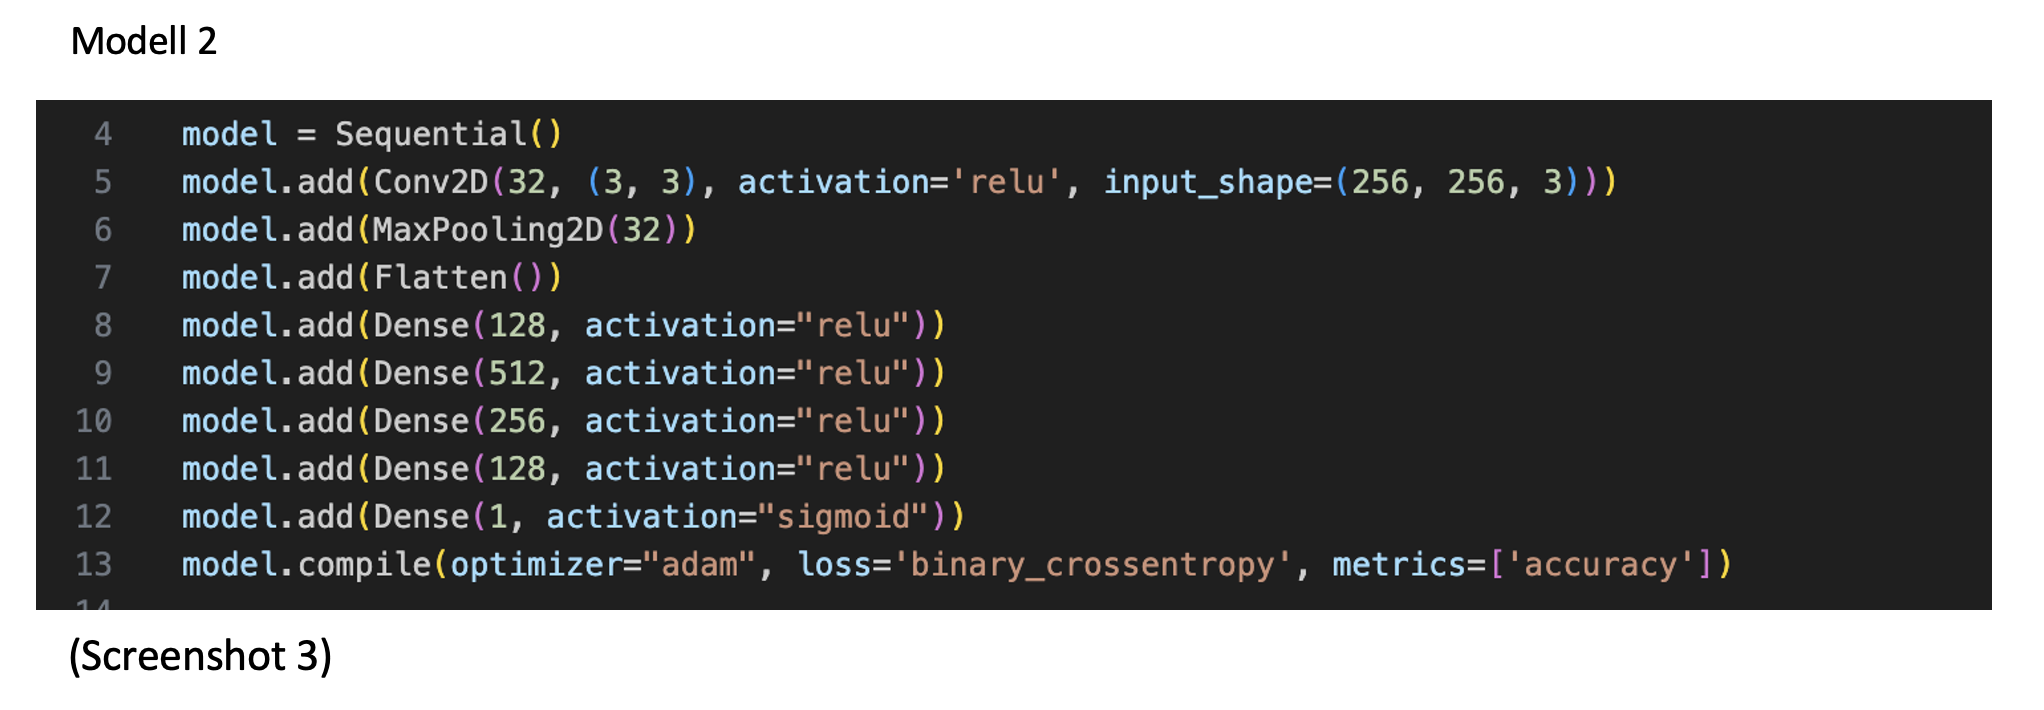 Modell 2
4 model = Sequential()
5 model.add(Conv2D(32, (3, 3), activation='relu', input_shape=(256, 256, 3)))
6 model.add(MaxPooling2D(32))
7 model.add(Flatten())
8 model.add(Dense(128, activation="relu"))
9 model.add(Dense(512, activation="relu"))
10 model.add(Dense(256, activation="relu"))
11 model.add(Dense(128, activation="relu"))
12 model.add(Dense(1, activation="sigmoid"))
13 model.compile(optimizer="adam", loss='binary_crossentropy', metrics=['accuracy'])
14
(Screenshot 3)